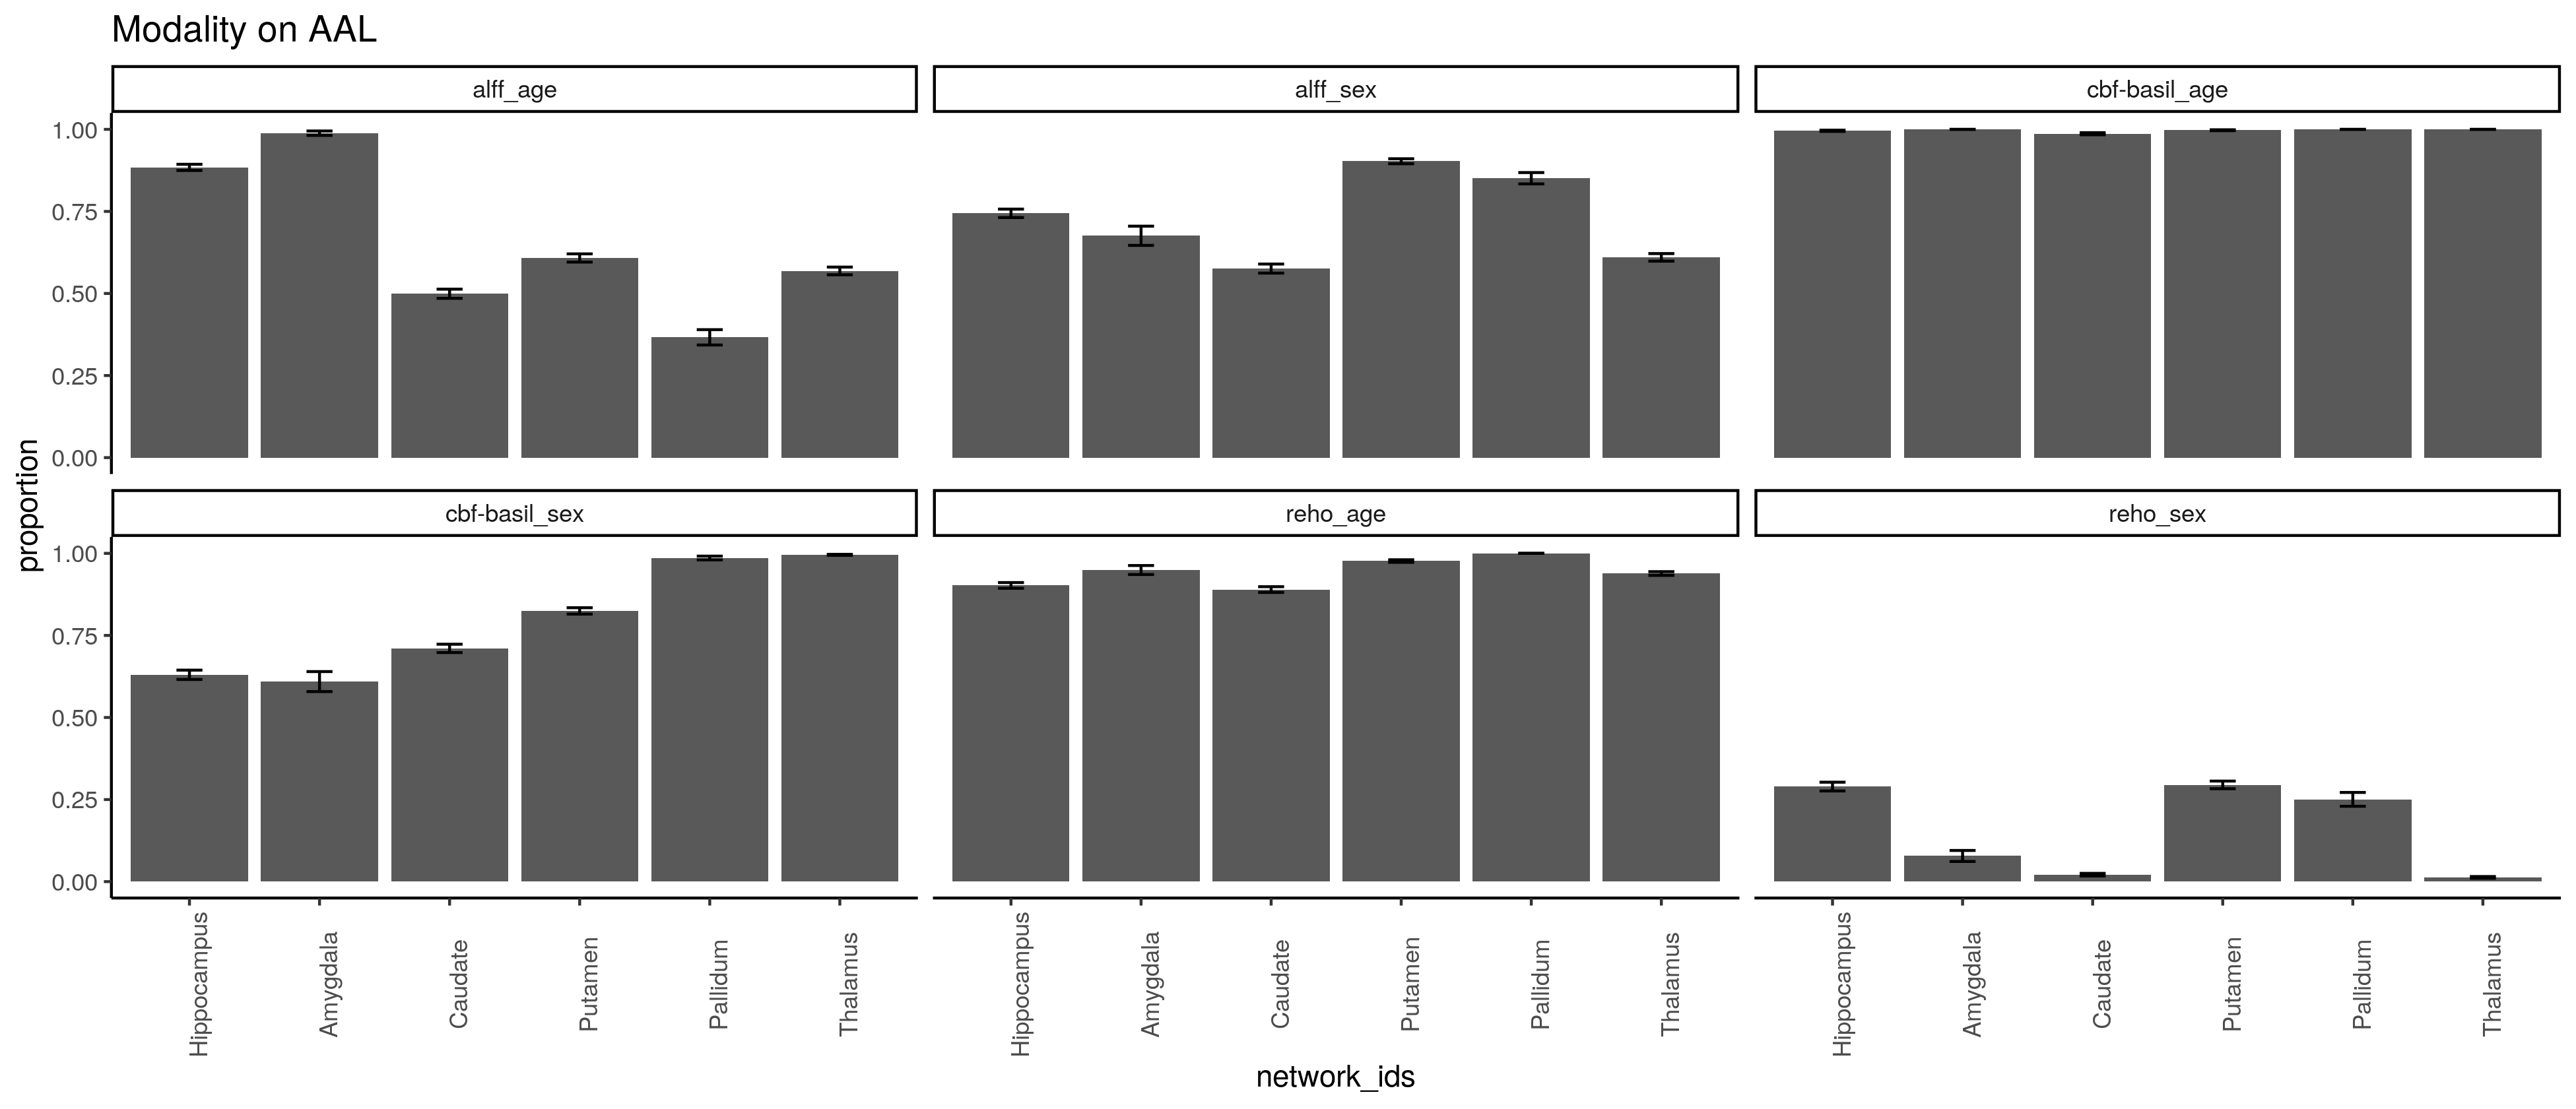 Modality on AAL
alff_age
alff_sex
cbf-basil_age
1.00
0.75
0.50
0.25
0.00
cbf-basil_sex
reho_age
reho_sex
1.00
0.75
0.50
0.25
0.00
proportion
Hippocampus
Amygdala
Caudate
Putamen
Pallidum
Thalamus
Hippocampus
Amygdala
Caudate
Putamen
Pallidum
Thalamus
Hippocampus
Amygdala
Caudate
Putamen
Pallidum
Thalamus
network_ids